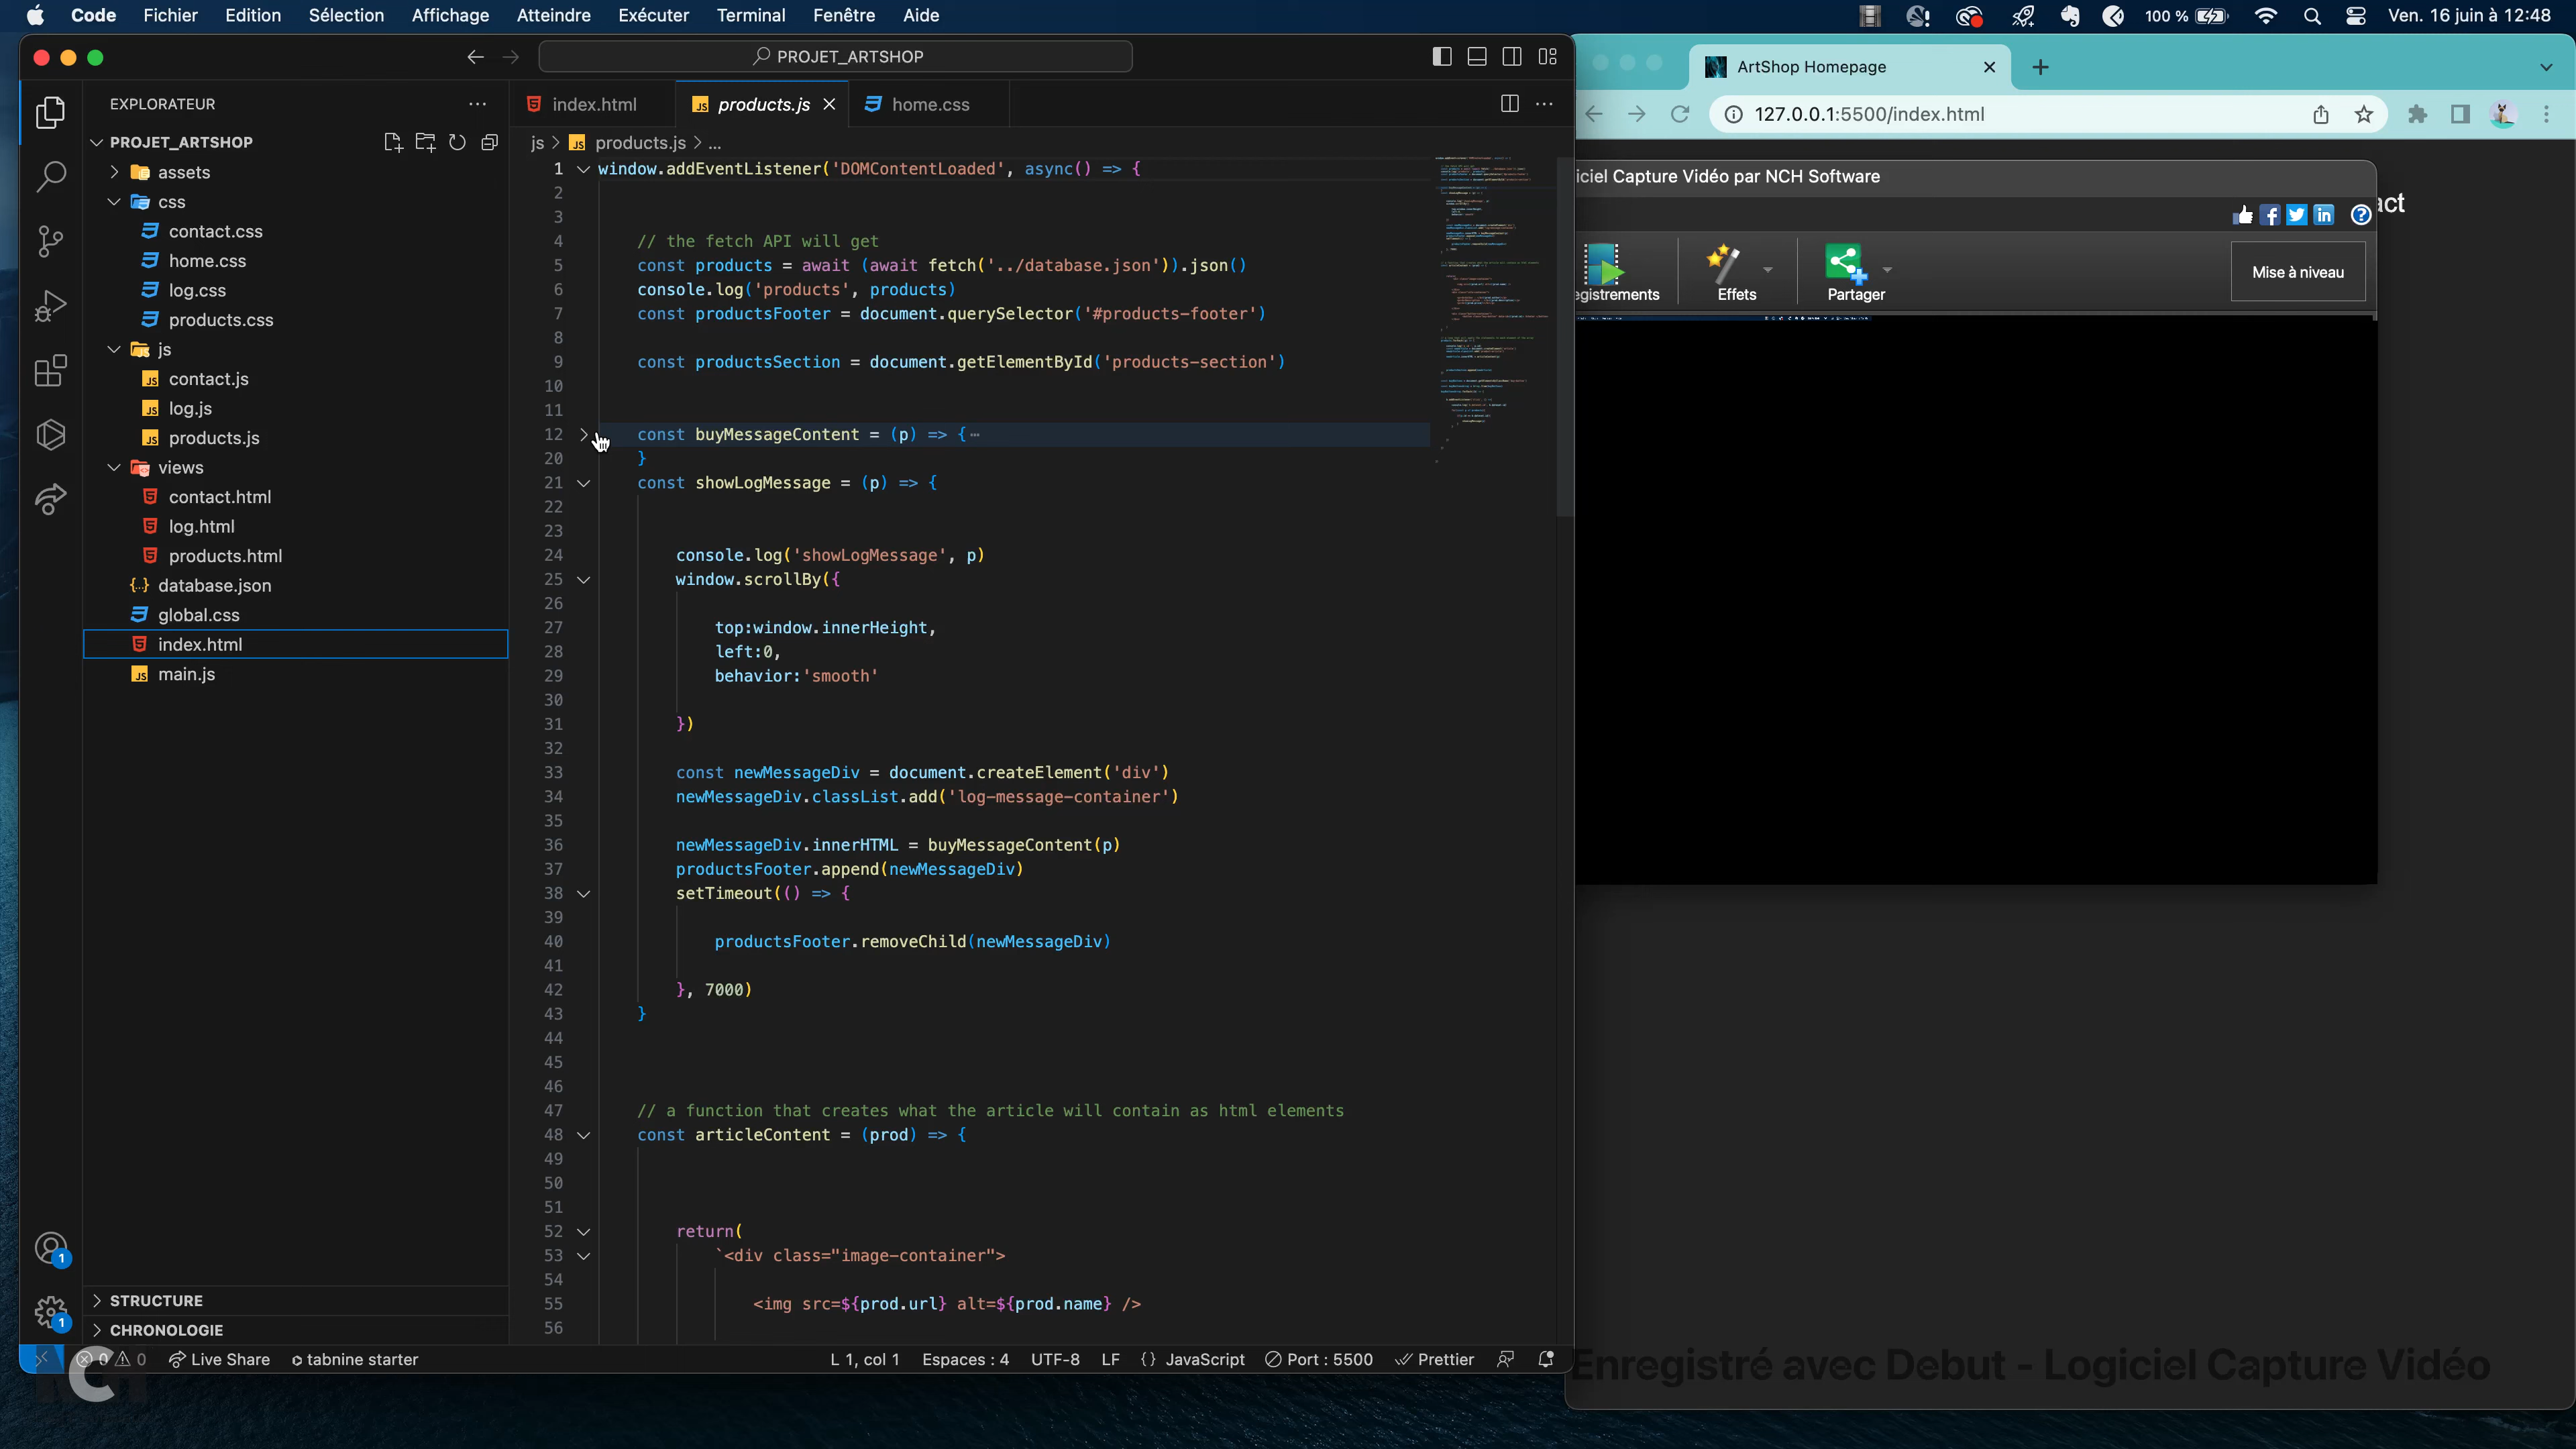 Code Fichier Edition Sélection Affichage Atteindre Exécuter Terminal Fenêtre Aide 100 % Ven. 16 juin à 12:48
PROJET_ARTSHOP
EXPLORATEUR
PROJET_ARTSHOP
assets
css
contact.css
home.css
log.css
products.css
js
contact.js
log.js
products.js
views
contact.html
log.html
products.html
database.json
global.css
index.html
main.js
STRUCTURE
CHRONOLOGIE
index.html products.js home.css
js > products.js > ...
1 window.addEventListener('DOMContentLoaded', async() => {
2
3
4 // the fetch API will get
5 const products = await (await fetch('../database.json')).json()
6 console.log('products', products)
7 const productsFooter = document.querySelector('#products-footer')
8
9 const productsSection = document.getElementById('products-section')
10
11
12 const buyMessageContent = (p) => {⋯
20 }
21 const showLogMessage = (p) => {
22
23
24 console.log('showLogMessage', p)
25 window.scrollBy({
26
27 top:window.innerHeight,
28 left:0,
29 behavior:'smooth'
30
31 })
32
33 const newMessageDiv = document.createElement('div')
34 newMessageDiv.classList.add('log-message-container')
35
36 newMessageDiv.innerHTML = buyMessageContent(p)
37 productsFooter.append(newMessageDiv)
38 setTimeout(() => {
39
40 productsFooter.removeChild(newMessageDiv)
41
42 }, 7000)
43 }
44
45
46
47 // a function that creates what the article will contain as html elements
48 const articleContent = (prod) => {
49
50
51
52 return(
53 `<div class="image-container">
54
55 <img src=${prod.url} alt=${prod.name} />
56
0 0 Live Share tabnine starter L 1, col 1 Espaces : 4 UTF-8 LF {} JavaScript Port : 5500 Prettier
1
1
NCH
ArtShop Homepage
127.0.0.1:5500/index.html
iciel Capture Vidéo par NCH Software
act
egistrements Effets Partager Mise à niveau
Enregistré avec Debut - Logiciel Capture Vidéo